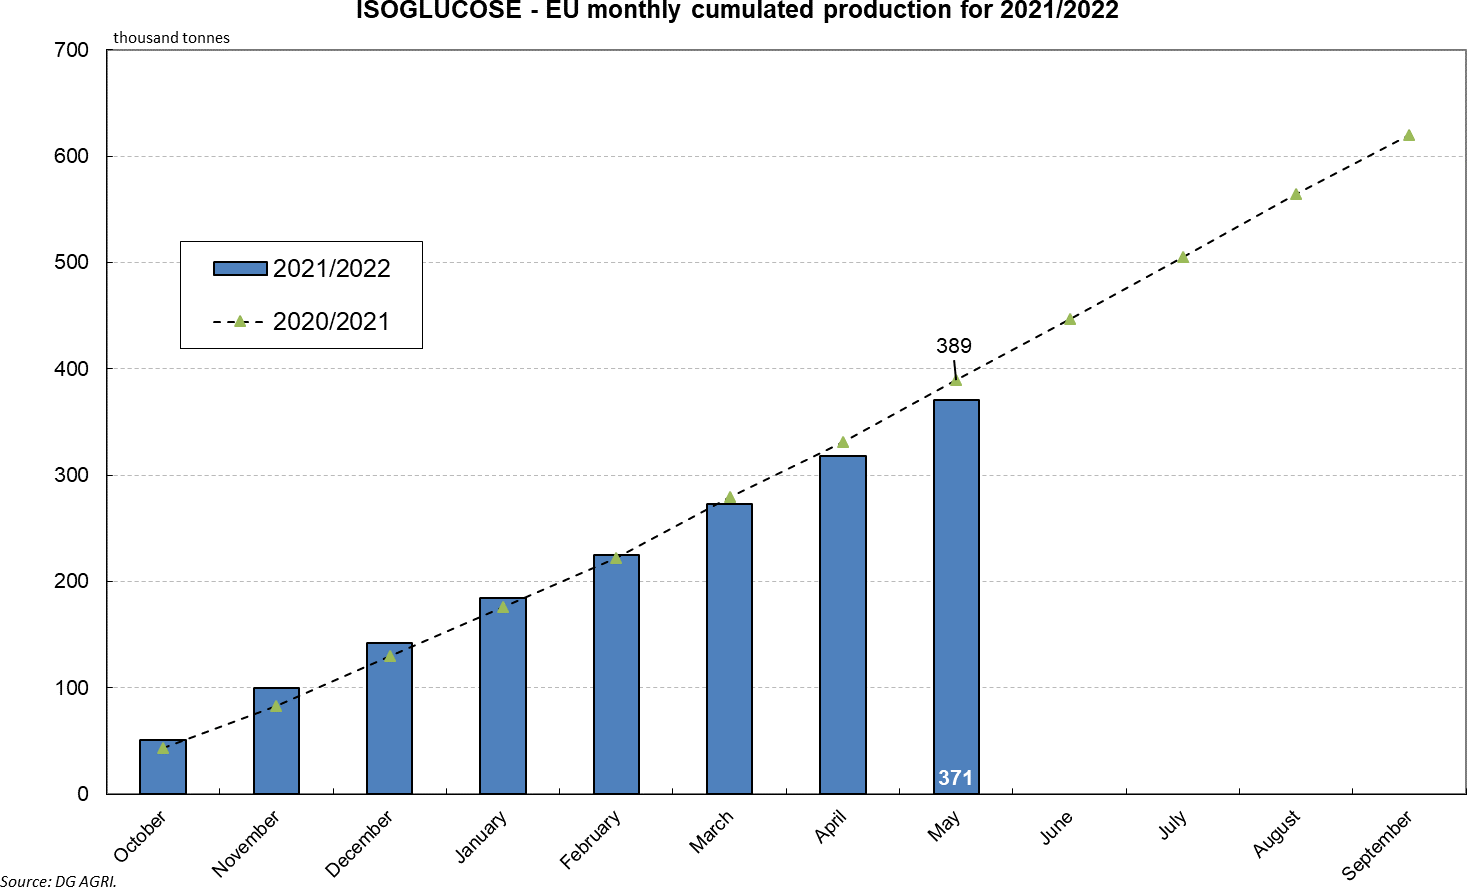 ISOGLUCOSE - EU monthly cumulated production for 2021/2022
thousand tonnes
700
600
500
400
300
200
100
0
2021/2022
2020/2021
389
371
October
November
December
January
February
March
April
May
June
July
August
September
Source: DG AGRI.